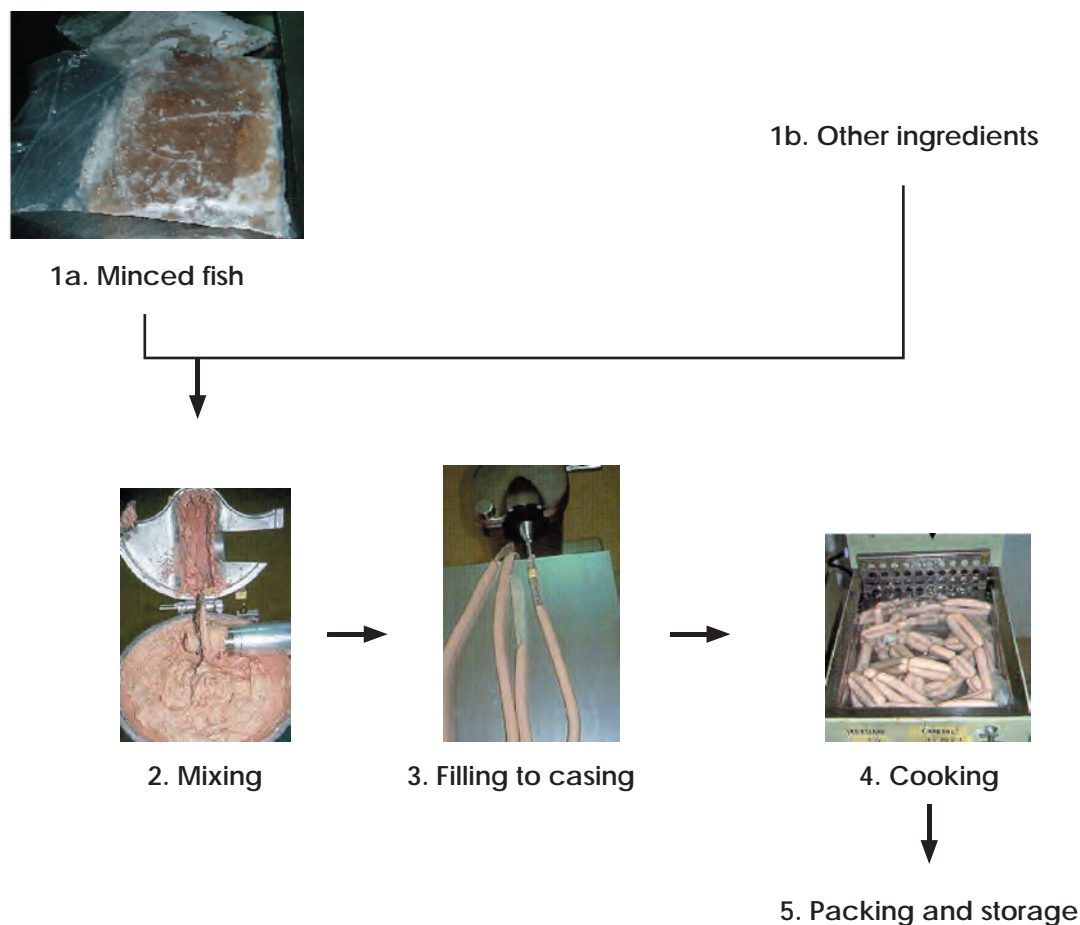 1b. Other ingredients
1a. Minced fish
2. Mixing
3. Filling to casing
4. Cooking
5. Packing and storage